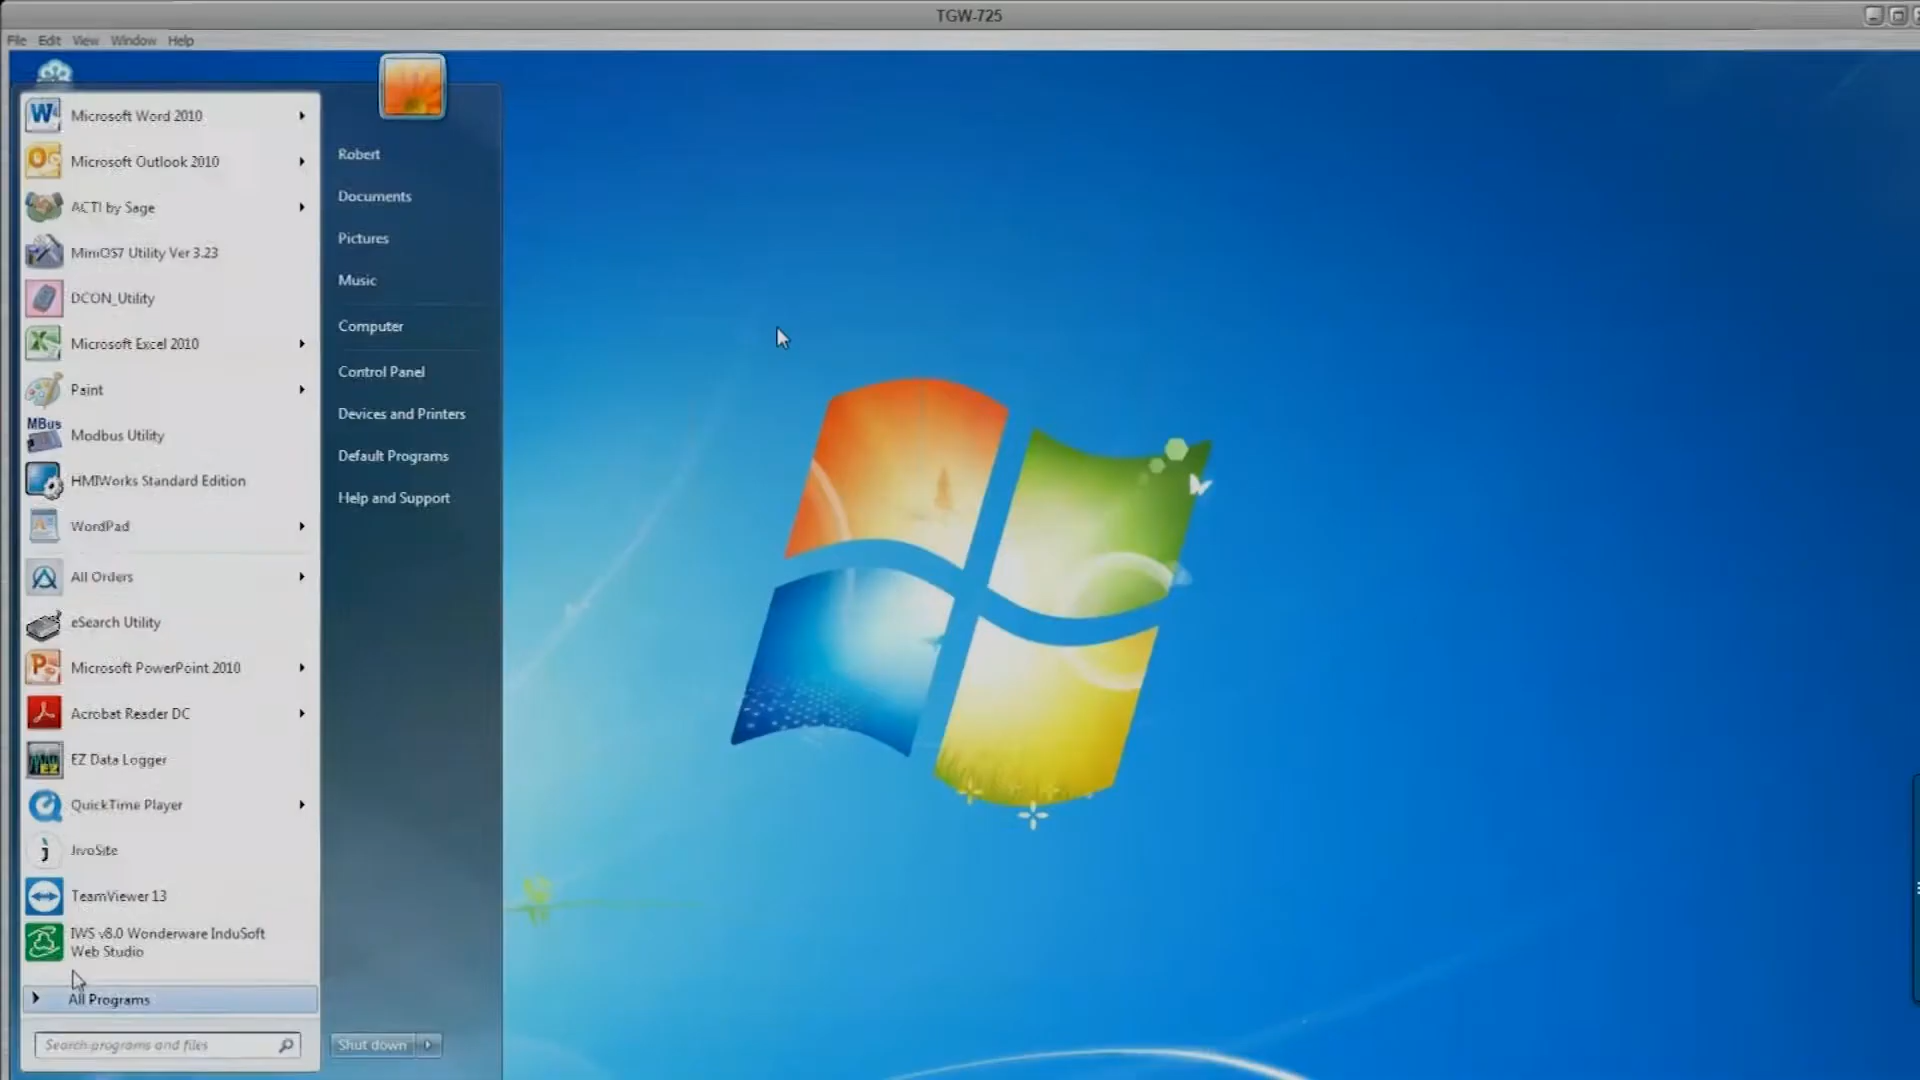 TGW-725
File Edit View Window Help
Microsoft Word 2010
Microsoft Outlook 2010
ACT! by Sage
MiniOS7 Utility Ver 3.23
DCON_Utility
Microsoft Excel 2010
Paint
MBus
Modbus Utility
HMIWorks Standard Edition
WordPad
All Orders
eSearch Utility
Microsoft PowerPoint 2010
Acrobat Reader DC
EZ
EZ Data Logger
QuickTime Player
JivoSite
TeamViewer 13
IWS v8.0 Wonderware InduSoft
Web Studio
All Programs
Search programs and files
Robert
Documents
Pictures
Music
Computer
Control Panel
Devices and Printers
Default Programs
Help and Support
Shut down